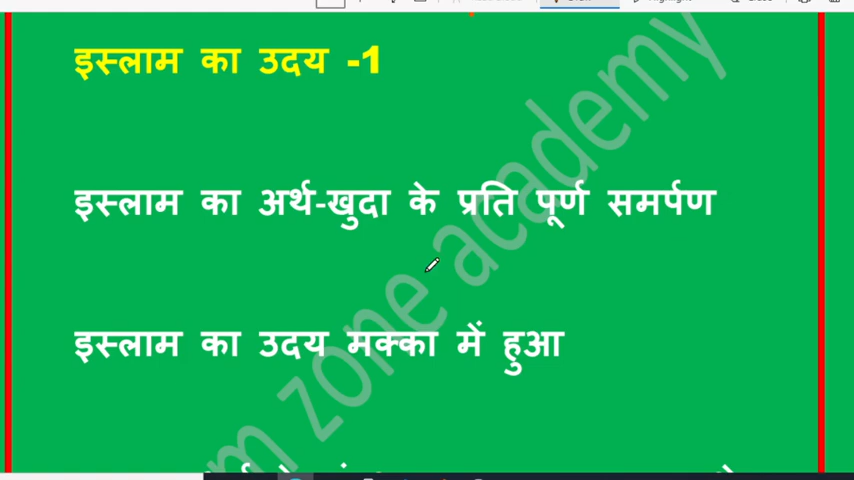 इस्लाम का उदय -1
इस्लाम का अर्थ-खुदा के प्रति पूर्ण समर्पण
इस्लाम का उदय मक्का में हुआ
zone academy